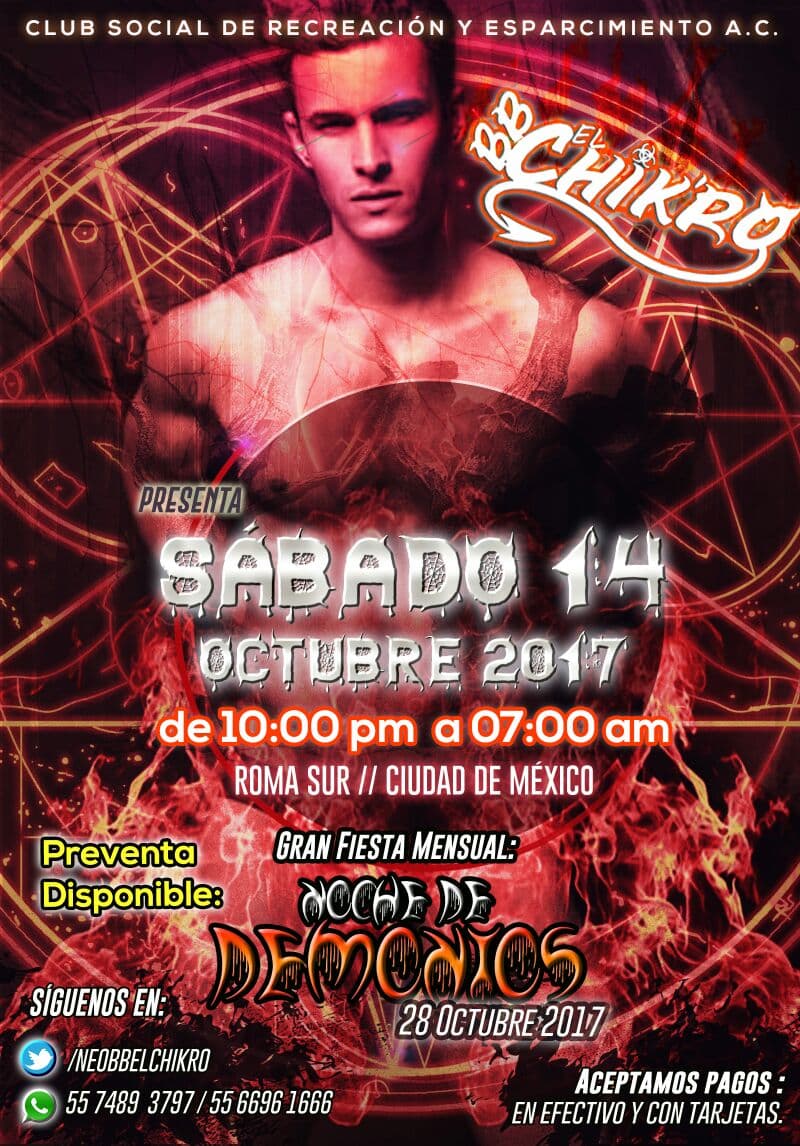 CLUB SOCIAL DE RECREACIÓN Y ESPARCIMIENTO A.C.
BB EL
CHIKRO
PRESENTA
SÁBADO 14
OCTUBRE 2017
de 10:00 pm a 07:00 am
ROMA SUR // CIUDAD DE MÉXICO
Preventa
Disponible:
GRAN FIESTA MENSUAL:
NOCHE DE
DEMONIOS
28 OCTUBRE 2017
SÍGUENOS EN:
/NEOBBELCHIKRO
55 7489 3797 / 55 6696 1666
ACEPTAMOS PAGOS :
EN EFECTIVO Y CON TARJETAS.